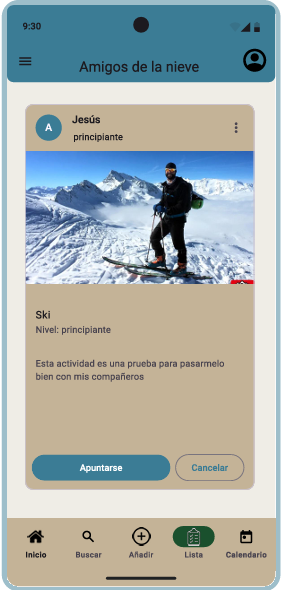 9:30
Amigos de la nieve
A
Jesús
principiante
Ski
Nivel: principiante
Esta actividad es una prueba para pasarmelo
bien con mis compañeros
Apuntarse
Cancelar
Inicio
Buscar
Añadir
Lista
Calendario